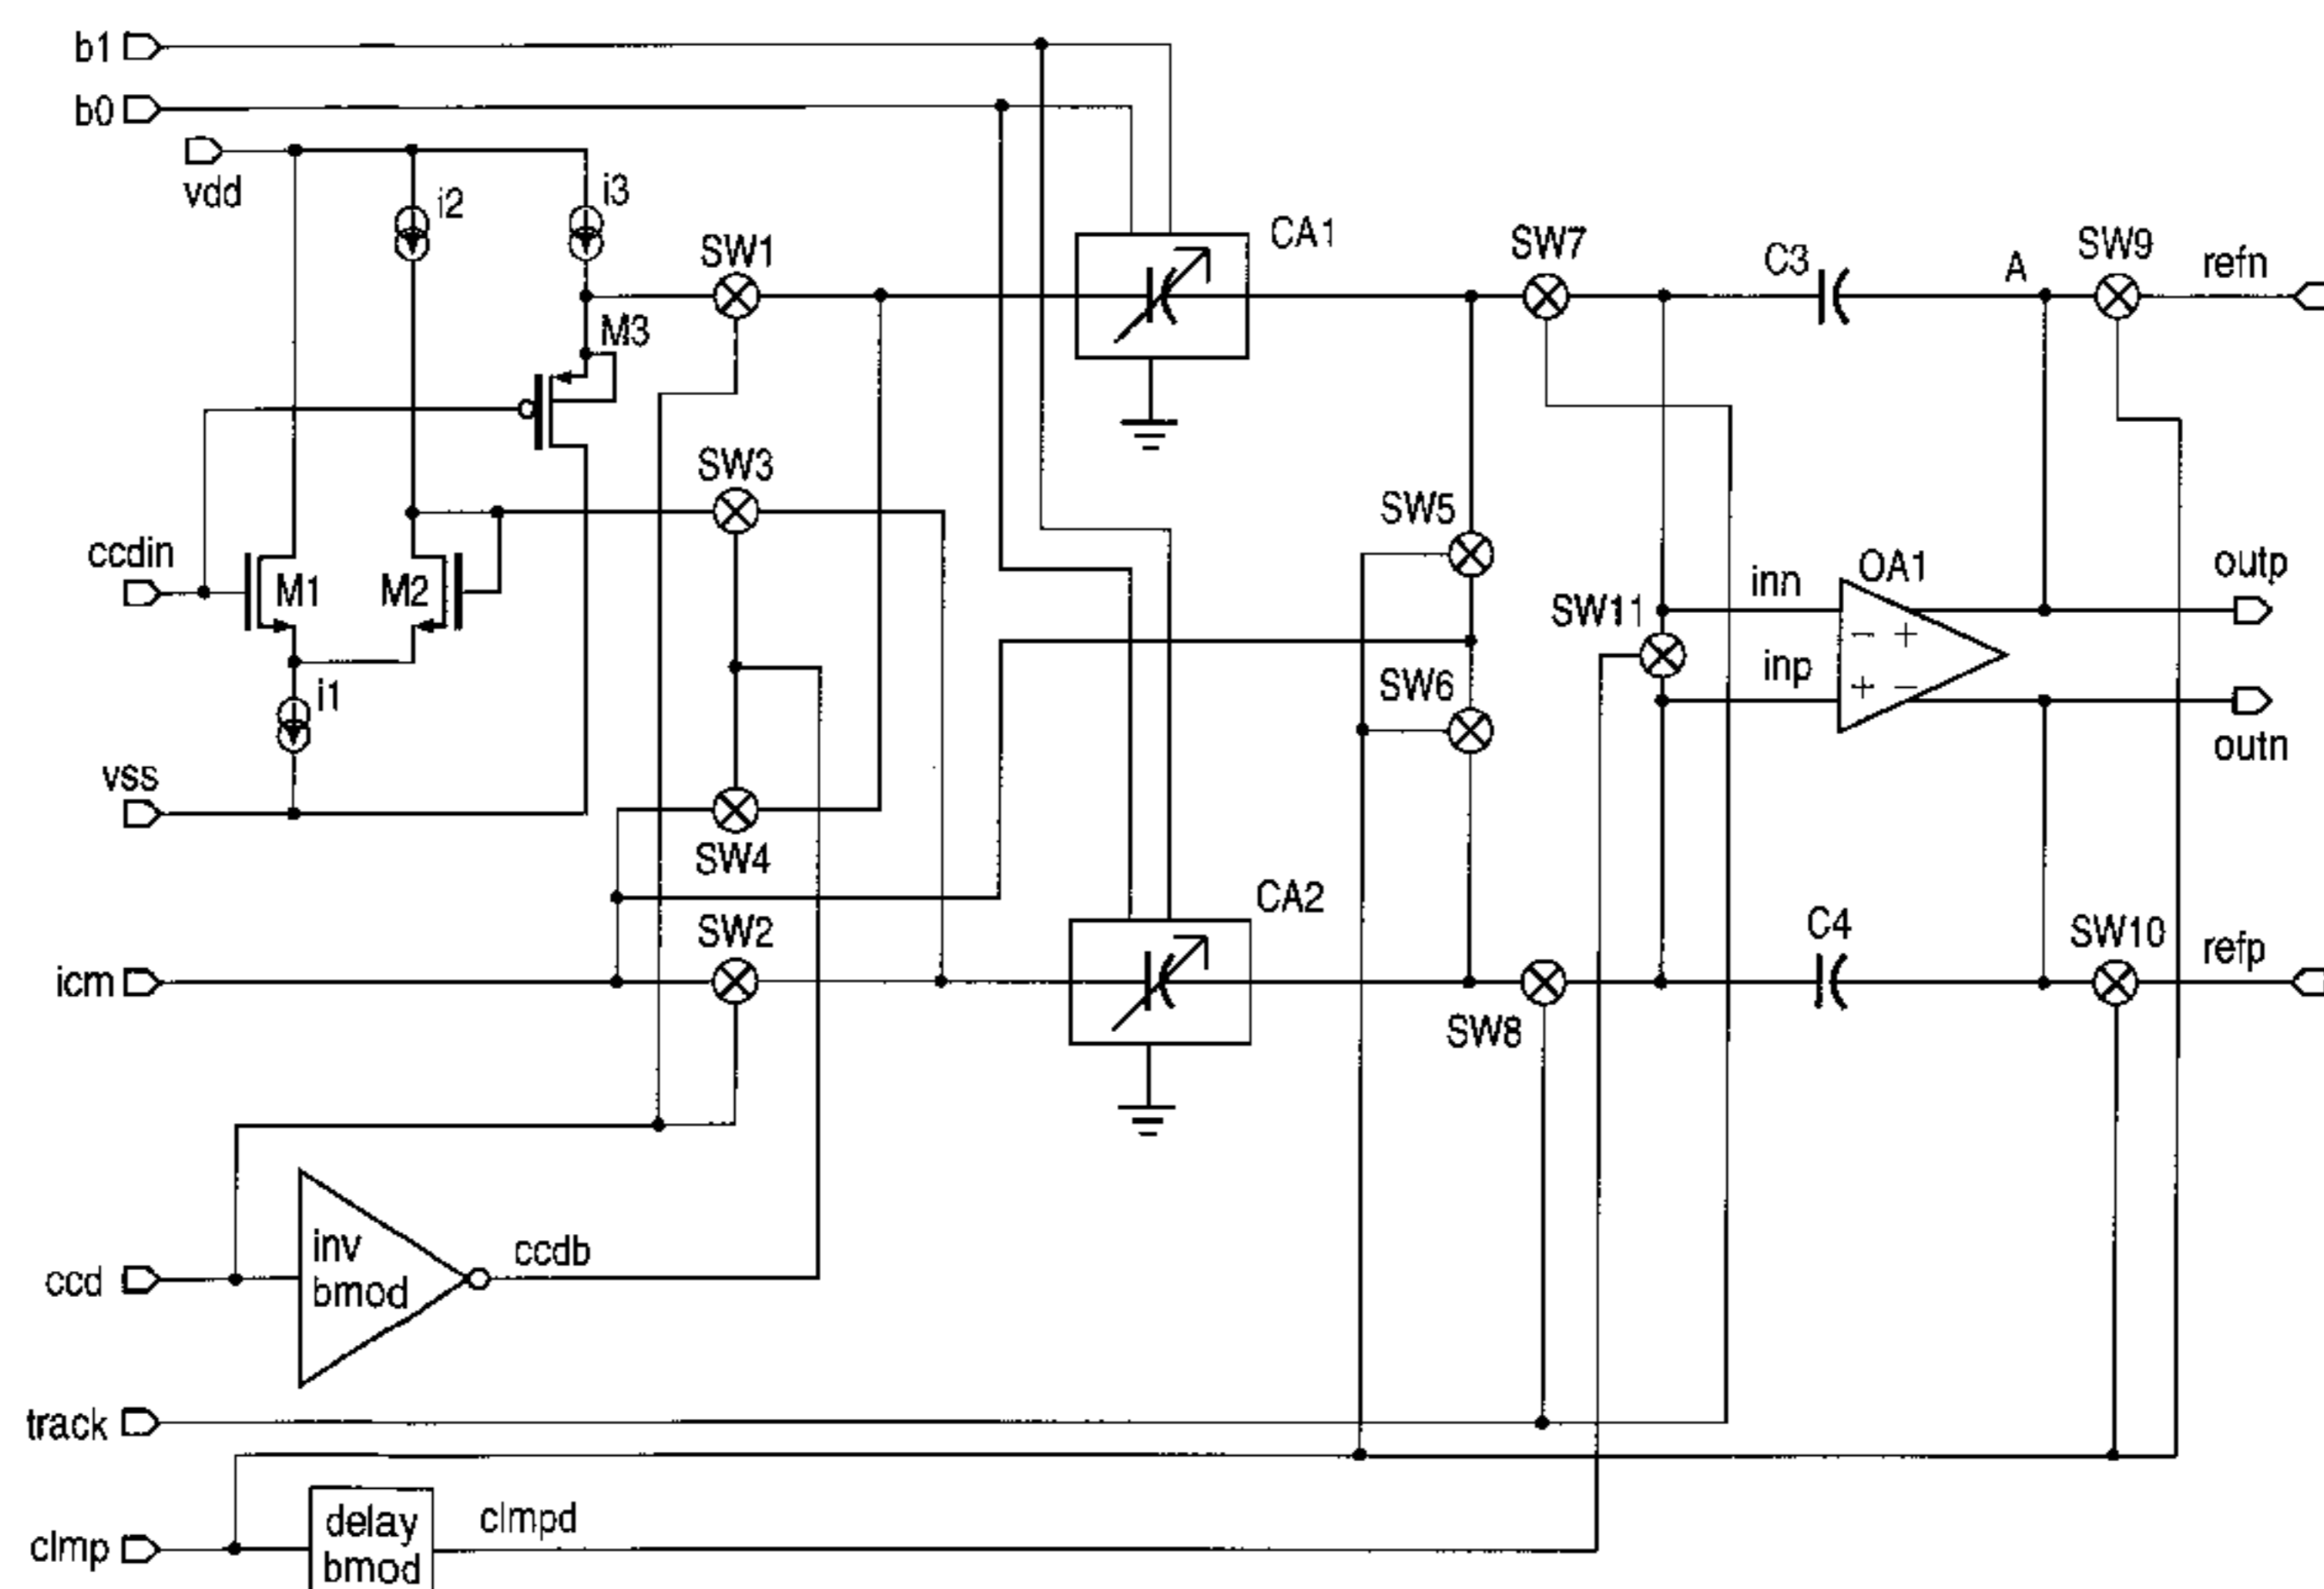 b1
b0
vdd
i2
i3
SW1
CA1
SW7
C3
A
SW9
refn
M3
SW3
SW5
ccdin
M1
M2
OA1
inn
outp
SW11
- +
inp
+ -
SW6
i1
outn
vss
SW4
CA2
SW2
C4
SW10
refp
icm
SW8
inv
bmod
ccdb
ccd
track
delay
bmod
clmpd
clmp